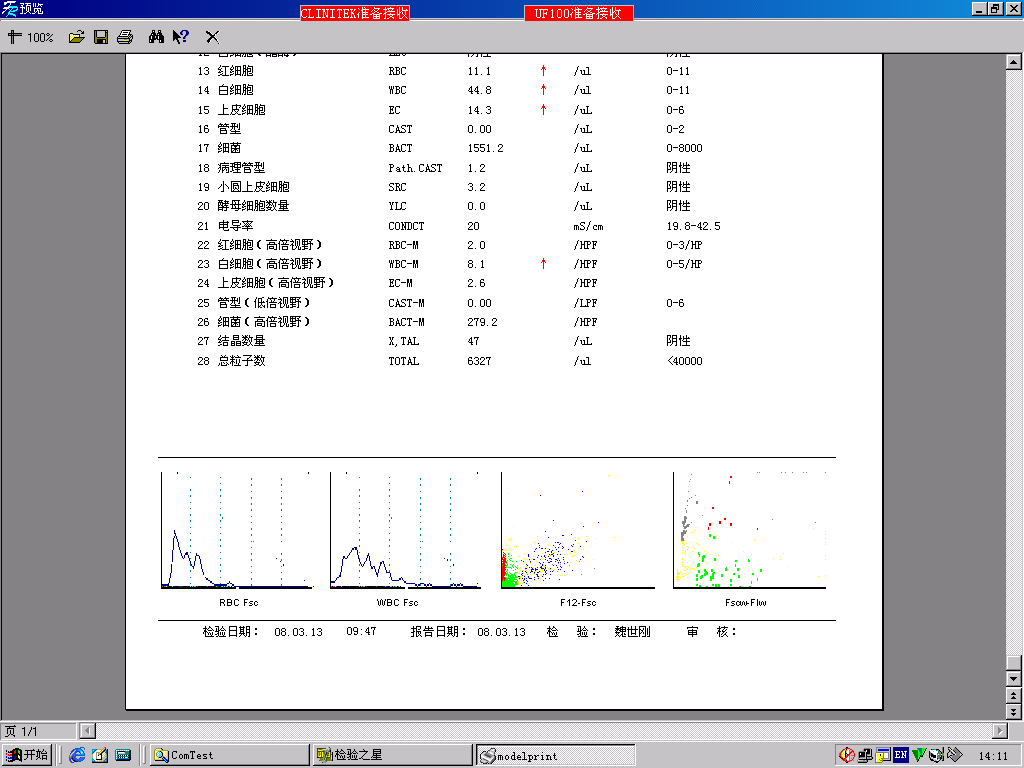 预览
CLINITEK准备接收
UF100准备接收
100%
13 红细胞 RBC 11.1 ↑ /ul 0-11
14 白细胞 WBC 44.8 ↑ /ul 0-11
15 上皮细胞 EC 14.3 ↑ /uL 0-6
16 管型 CAST 0.00 /uL 0-2
17 细菌 BACT 1551.2 /uL 0-8000
18 病理管型 Path.CAST 1.2 /uL 阴性
19 小圆上皮细胞 SRC 3.2 /uL 阴性
20 酵母细胞数量 YLC 0.0 /uL 阴性
21 电导率 CONDCT 20 mS/cm 19.8-42.5
22 红细胞(高倍视野) RBC-M 2.0 /HPF 0-3/HP
23 白细胞(高倍视野) WBC-M 8.1 ↑ /HPF 0-5/HP
24 上皮细胞(高倍视野) EC-M 2.6 /HPF
25 管型(低倍视野) CAST-M 0.00 /LPF 0-6
26 细菌(高倍视野) BACT-M 279.2 /HPF
27 结晶数量 X,TAL 47 /uL 阴性
28 总粒子数 TOTAL 6327 /ul <40000
RBC Fsc WBC Fsc F12-Fsc Fscw-Flw
检验日期: 08.03.13 09:47 报告日期: 08.03.13 检 验: 魏世刚 审 核:
页 1/1
开始 ComTest 检验之星 modelprint EN 14:11